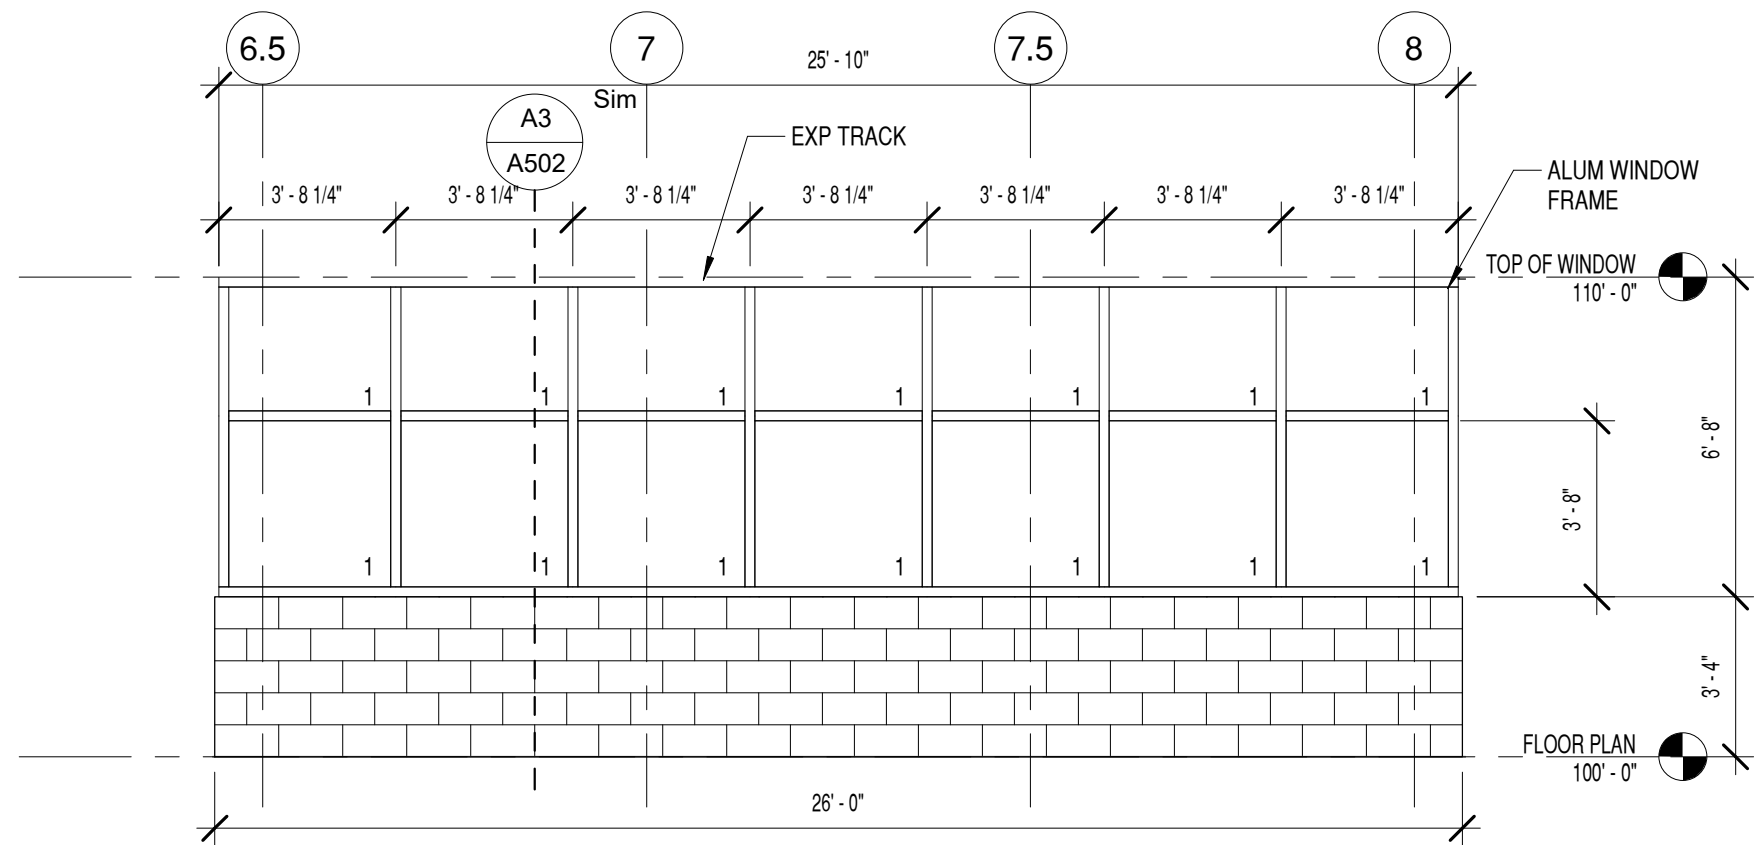 6.5
7
7.5
8
25' - 10"
Sim
A3
A502
EXP TRACK
ALUM WINDOW
FRAME
3' - 8 1/4"
3' - 8 1/4"
3' - 8 1/4"
3' - 8 1/4"
3' - 8 1/4"
3' - 8 1/4"
3' - 8 1/4"
TOP OF WINDOW
110' - 0"
1
1
1
1
1
1
1
6' - 8"
3' - 8"
1
1
1
1
1
1
1
3' - 4"
FLOOR PLAN
100' - 0"
26' - 0"